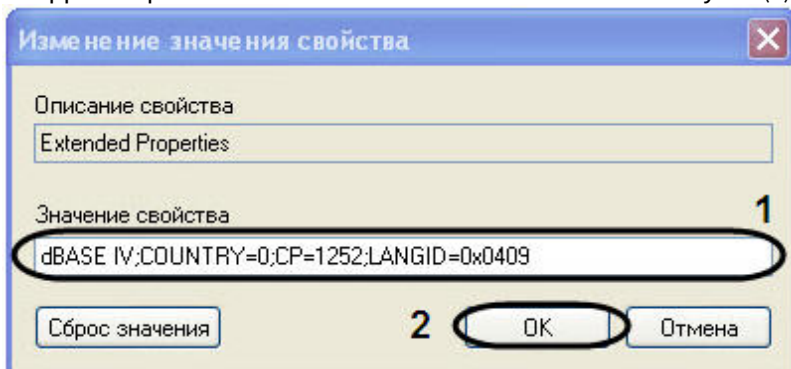 Изменение значения свойства
Описание свойства
Extended Properties
Значение свойства
1
dBASE IV;COUNTRY=0;CP=1252;LANGID=0x0409
Сброс значения
2
OK
Отмена